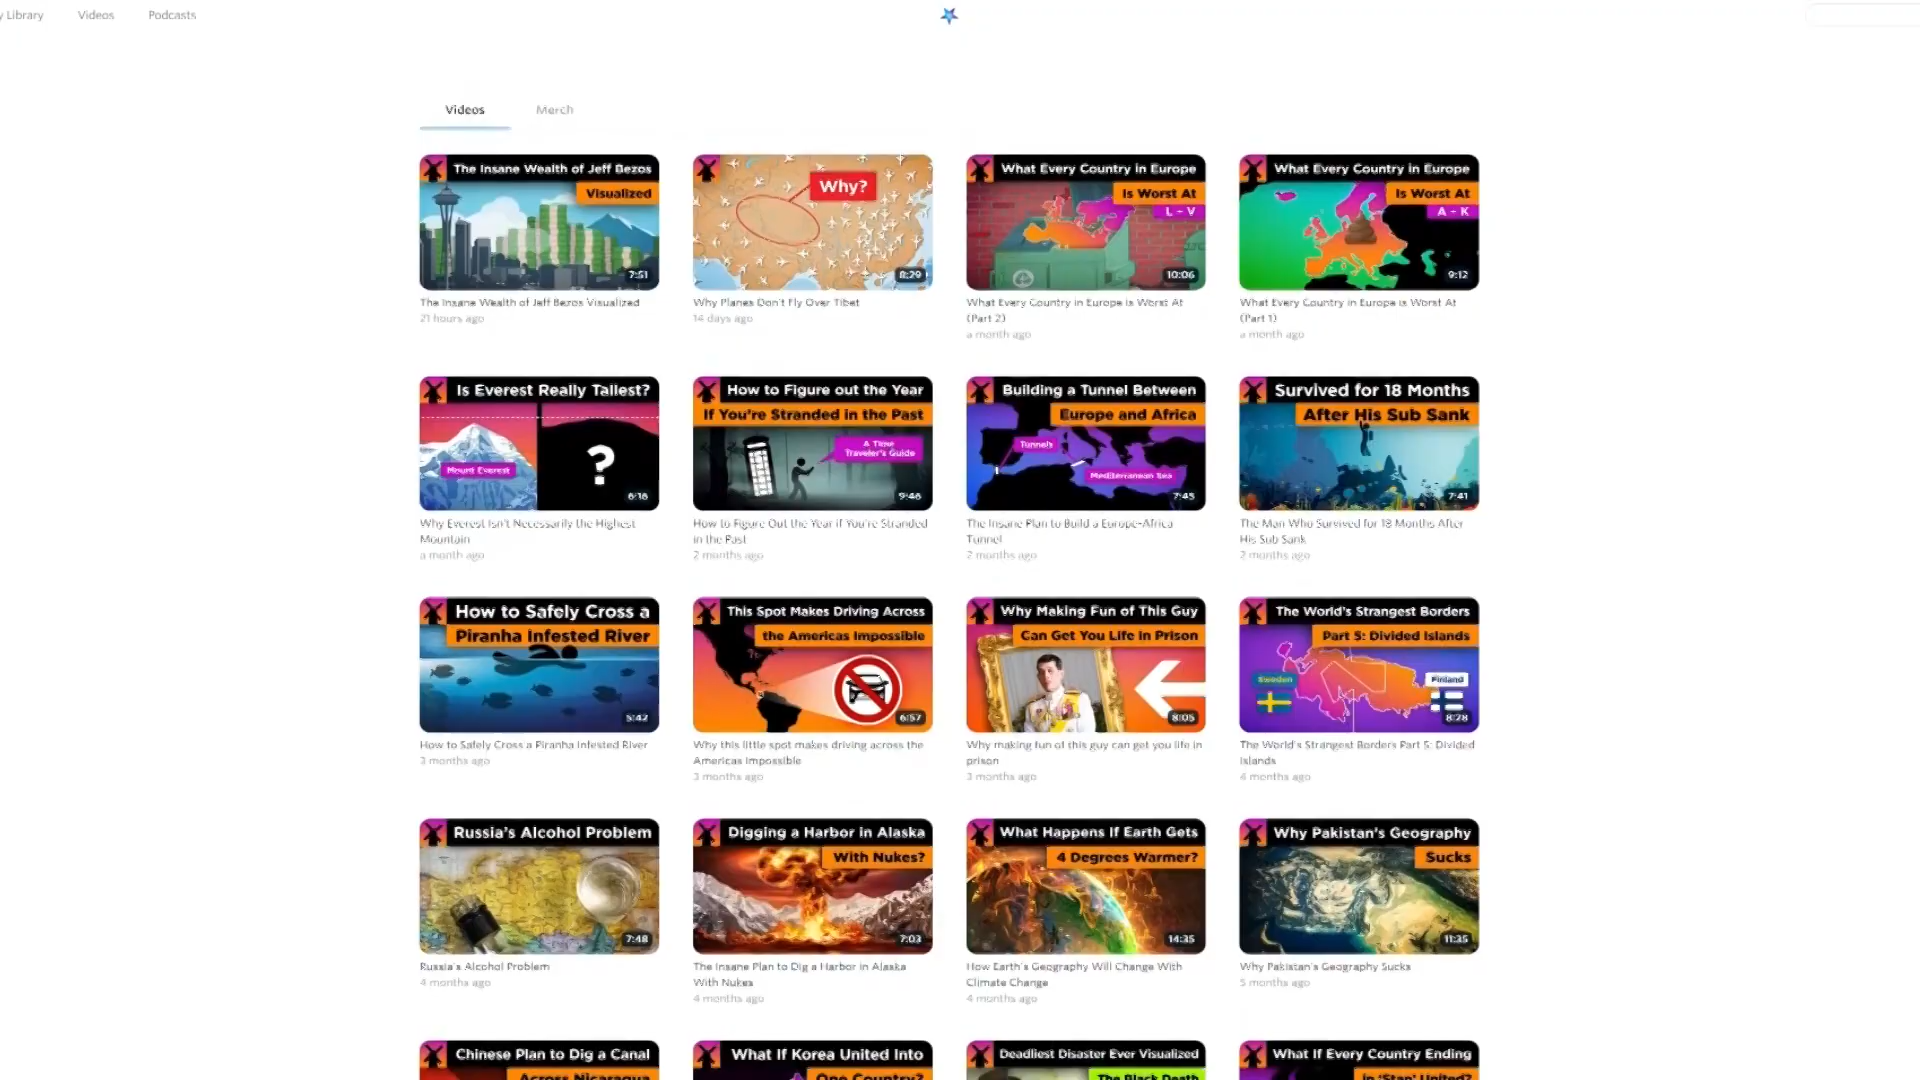 y Library Videos Podcasts
Videos Merch
The Insane Wealth of Jeff Bezos
Visualized
7:51
The Insane Wealth of Jeff Bezos Visualized
21 hours ago
Why?
8:29
Why Planes Don't Fly Over Tibet
14 days ago
What Every Country in Europe
Is Worst At
L - V
10:06
What Every Country in Europe is Worst At
(Part 2)
a month ago
What Every Country in Europe
Is Worst At
A - K
9:12
What Every Country in Europe is Worst At
(Part 1)
a month ago
Is Everest Really Tallest?
Mount Everest
?
6:16
Why Everest Isn't Necessarily the Highest
Mountain
a month ago
How to Figure out the Year
If You're Stranded in the Past
A Time
Traveler's Guide
9:46
How to Figure Out the Year if You're Stranded
in the Past
2 months ago
Building a Tunnel Between
Europe and Africa
Tunnels
Mediterranean Sea
7:45
The Insane Plan to Build a Europe-Africa
Tunnel
2 months ago
Survived for 18 Months
After His Sub Sank
7:41
The Man Who Survived for 18 Months After
His Sub Sank
2 months ago
How to Safely Cross a
Piranha Infested River
5:42
How to Safely Cross a Piranha Infested River
3 months ago
This Spot Makes Driving Across
the Americas Impossible
6:57
Why this little spot makes driving across the
Americas Impossible
3 months ago
Why Making Fun of This Guy
Can Get You Life in Prison
8:05
Why making fun of this guy can get you life in
prison
3 months ago
The World's Strangest Borders
Part 5: Divided Islands
Sweden
Finland
8:28
The World's Strangest Borders Part 5: Divided
Islands
4 months ago
Russia's Alcohol Problem
7:48
Russia's Alcohol Problem
4 months ago
Digging a Harbor in Alaska
With Nukes?
7:03
The Insane Plan to Dig a Harbor in Alaska
With Nukes
4 months ago
What Happens If Earth Gets
4 Degrees Warmer?
14:35
How Earth's Geography Will Change With
Climate Change
4 months ago
Why Pakistan's Geography
Sucks
11:35
Why Pakistan's Geography Sucks
5 months ago
Chinese Plan to Dig a Canal
Across Nicaragua
What If Korea United Into
One Country?
Deadliest Disaster Ever Visualized
The Black Death
What If Every Country Ending
in 'Stan' United?